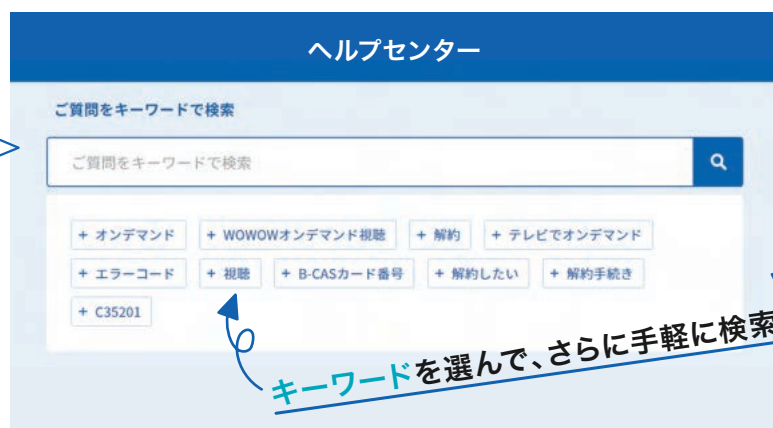 ヘルプセンター
ご質問をキーワードで検索
ご質問をキーワードで検索
+ オンデマンド + WOWOWオンデマンド視聴 + 解約 + テレビでオンデマンド
+ エラーコード + 視聴 + B-CASカード番号 + 解約したい + 解約手続き
+ C35201
キーワードを選んで、さらに手軽に検索